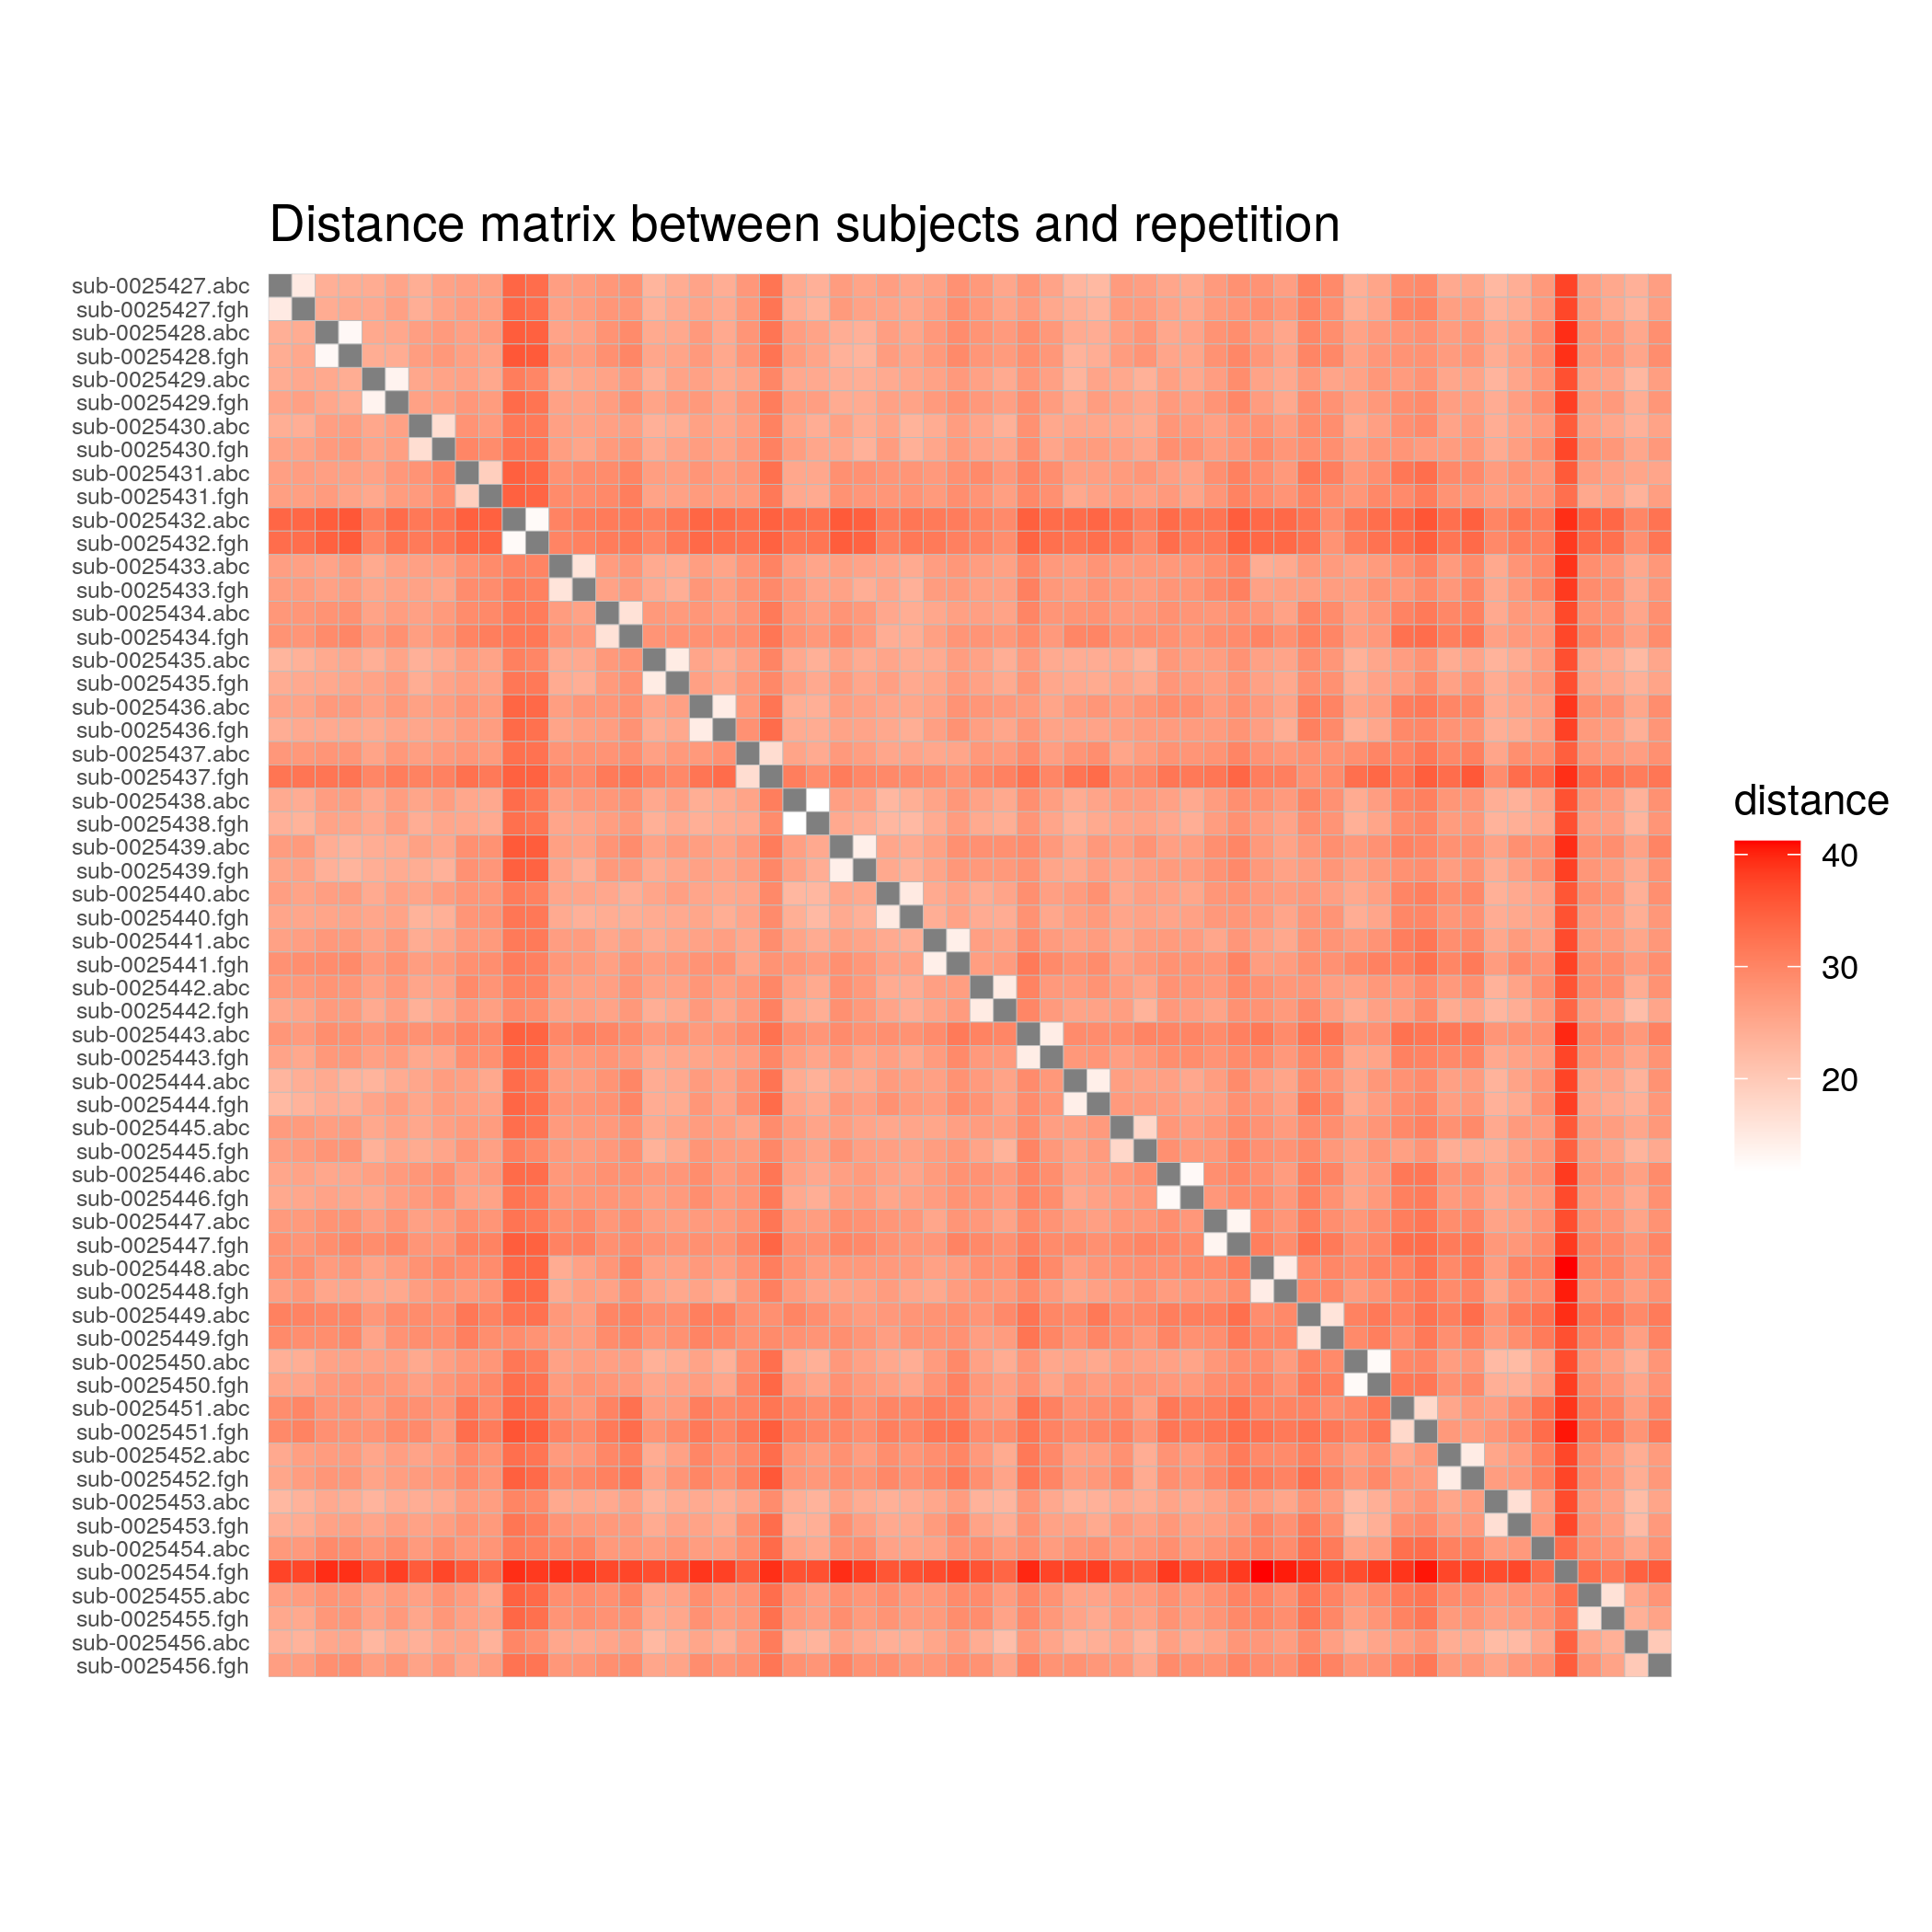 Distance matrix between subjects and repetition
sub-0025427.abc
sub-0025427.fgh
sub-0025428.abc
sub-0025428.fgh
sub-0025429.abc
sub-0025429.fgh
sub-0025430.abc
sub-0025430.fgh
sub-0025431.abc
sub-0025431.fgh
sub-0025432.abc
sub-0025432.fgh
sub-0025433.abc
sub-0025433.fgh
sub-0025434.abc
sub-0025434.fgh
sub-0025435.abc
sub-0025435.fgh
sub-0025436.abc
sub-0025436.fgh
sub-0025437.abc
sub-0025437.fgh
sub-0025438.abc
sub-0025438.fgh
sub-0025439.abc
sub-0025439.fgh
sub-0025440.abc
sub-0025440.fgh
sub-0025441.abc
sub-0025441.fgh
sub-0025442.abc
sub-0025442.fgh
sub-0025443.abc
sub-0025443.fgh
sub-0025444.abc
sub-0025444.fgh
sub-0025445.abc
sub-0025445.fgh
sub-0025446.abc
sub-0025446.fgh
sub-0025447.abc
sub-0025447.fgh
sub-0025448.abc
sub-0025448.fgh
sub-0025449.abc
sub-0025449.fgh
sub-0025450.abc
sub-0025450.fgh
sub-0025451.abc
sub-0025451.fgh
sub-0025452.abc
sub-0025452.fgh
sub-0025453.abc
sub-0025453.fgh
sub-0025454.abc
sub-0025454.fgh
sub-0025455.abc
sub-0025455.fgh
sub-0025456.abc
sub-0025456.fgh
distance
40
30
20